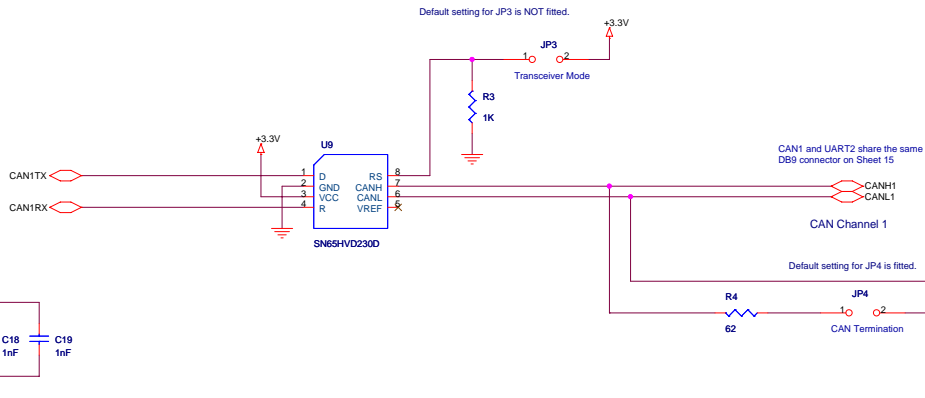 Default setting for JP3 is NOT fitted.
+3.3V
JP3
1 2
Transceiver Mode
R3
1K
+3.3V
U9
CAN1TX
CAN1RX
1 D RS 8
2 GND CANH 7
3 VCC CANL 6
4 R VREF 5
SN65HVD230D
CAN1 and UART2 share the same
DB9 connector on Sheet 15
CANH1
CANL1
CAN Channel 1
Default setting for JP4 is fitted.
R4
62
JP4
1 2
CAN Termination
C18
1nF
C19
1nF